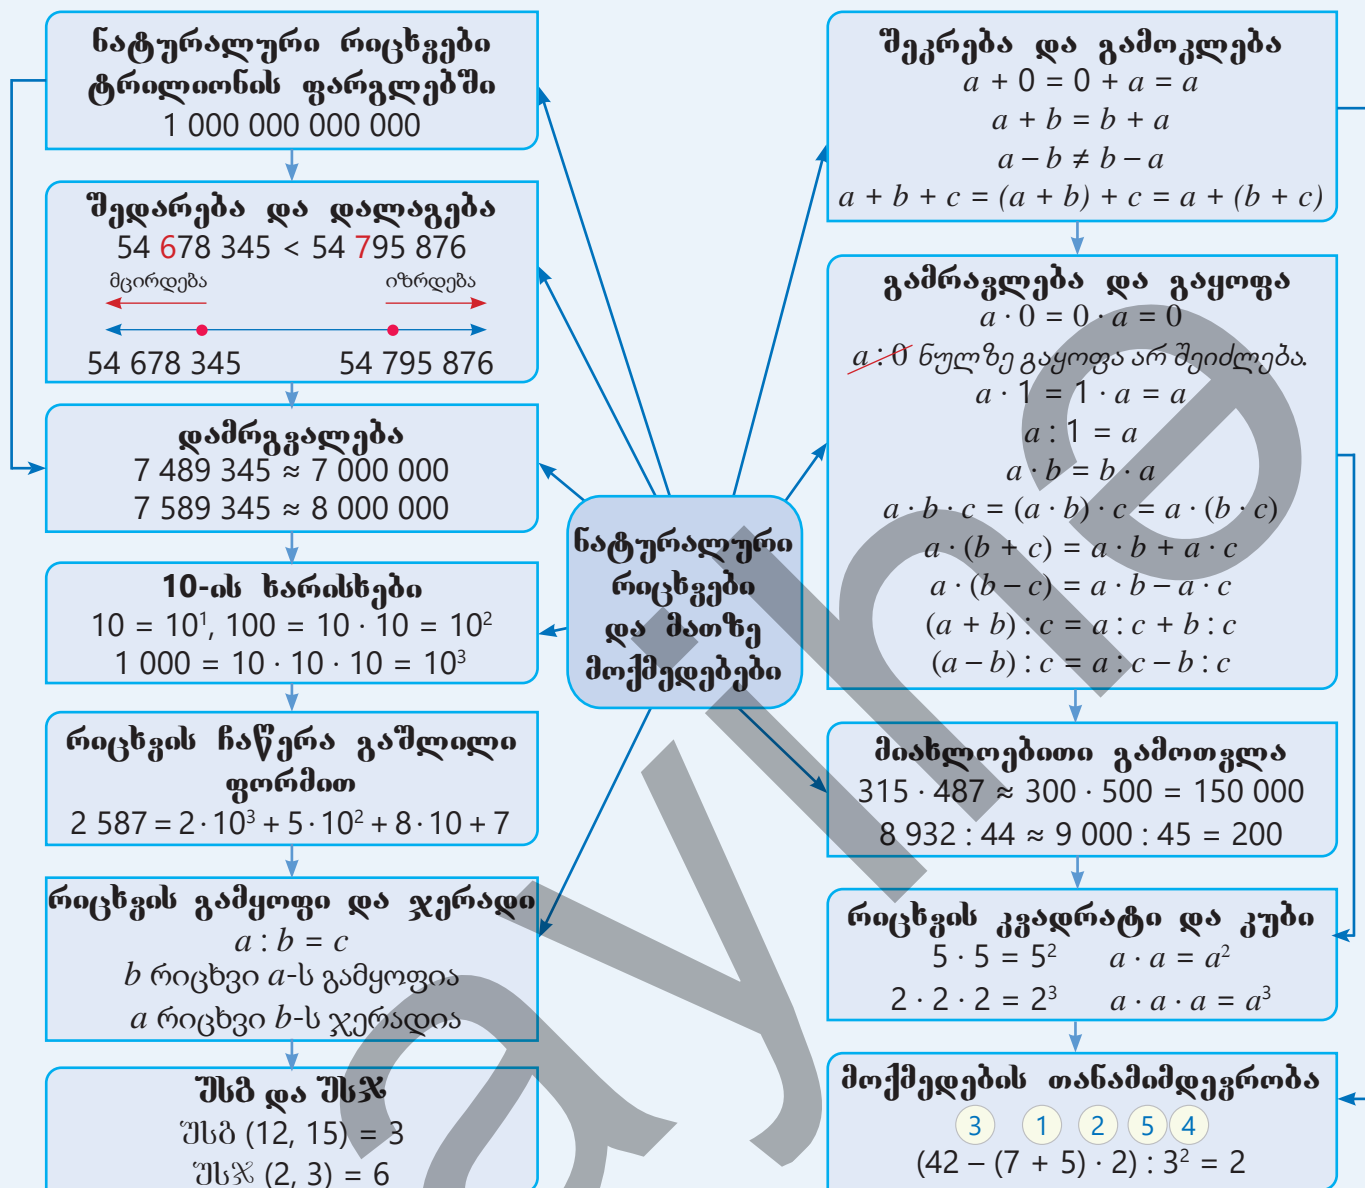 ნატურალური რიცხვები
ტრილიონის ფარგლებში
1 000 000 000 000
შედარება და დალაგება
54 678 345 < 54 795 876
მცირდება იზრდება
54 678 345 54 795 876
დამრგვალება
7 489 345 ≈ 7 000 000
7 589 345 ≈ 8 000 000
10-ის ხარისხები
10 = 10¹, 100 = 10 · 10 = 10²
1 000 = 10 · 10 · 10 = 10³
რიცხვის ჩაწერა გაშლილი
ფორმით
2 587 = 2 · 10³ + 5 · 10² + 8 · 10 + 7
რიცხვის გამყოფი და ჯერადი
a : b = c
b რიცხვი a-ს გამყოფია
a რიცხვი b-ს ჯერადია
უსგ და უსჯ
უსგ (12, 15) = 3
უსჯ (2, 3) = 6
ნატურალური
რიცხვები
და მათზე
მოქმედებები
შეკრება და გამოკლება
a + 0 = 0 + a = a
a + b = b + a
a – b ≠ b – a
a + b + c = (a + b) + c = a + (b + c)
გამრავლება და გაყოფა
a · 0 = 0 · a = 0
a : 0 ნულზე გაყოფა არ შეიძლება.
a · 1 = 1 · a = a
a : 1 = a
a · b = b · a
a · b · c = (a · b) · c = a · (b · c)
a · (b + c) = a · b + a · c
a · (b – c) = a · b – a · c
(a + b) : c = a : c + b : c
(a – b) : c = a : c – b : c
მიახლოებითი გამოთვლა
315 · 487 ≈ 300 · 500 = 150 000
8 932 : 44 ≈ 9 000 : 45 = 200
რიცხვის კვადრატი და კუბი
5 · 5 = 5² a · a = a²
2 · 2 · 2 = 2³ a · a · a = a³
მოქმედების თანამიმდევრობა
3 1 2 5 4
(42 – (7 + 5) · 2) : 3² = 2
ayihe